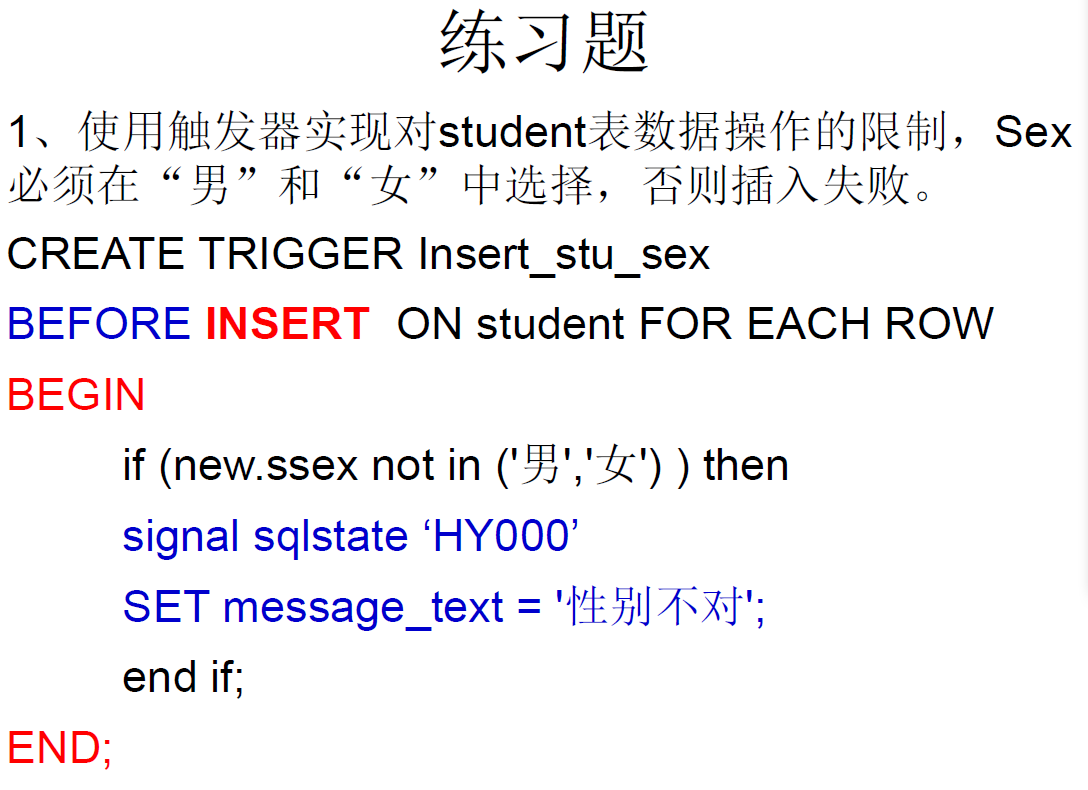 练习题
1、使用触发器实现对student表数据操作的限制，Sex
必须在“男”和“女”中选择，否则插入失败。
CREATE TRIGGER Insert_stu_sex
BEFORE INSERT ON student FOR EACH ROW
BEGIN
if (new.ssex not in ('男','女') ) then
signal sqlstate ‘HY000’
SET message_text = '性别不对';
end if;
END;